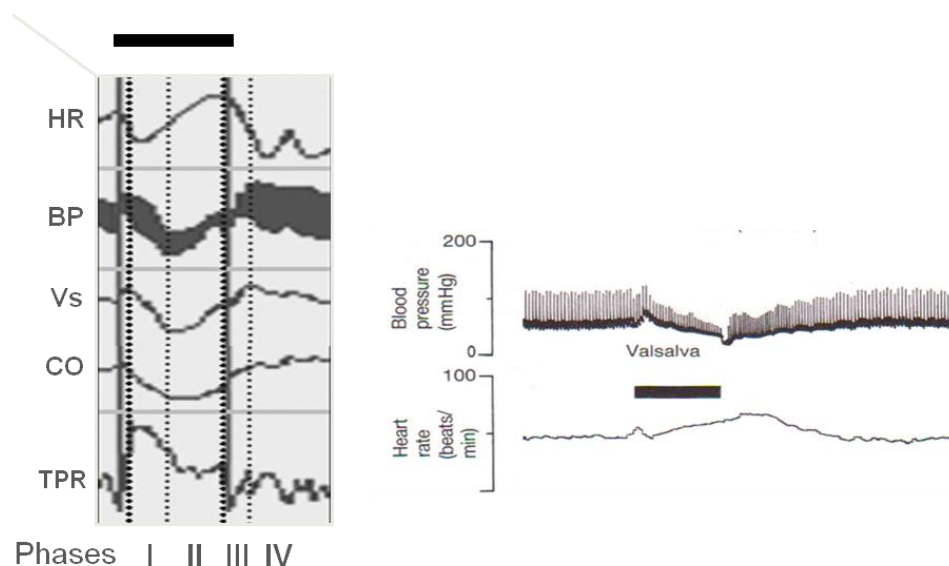 HR
BP
Vs
CO
TPR
Phases I II III IV
200
Blood
pressure
(mmHg)
0
Valsalva
100
Heart
rate
(beats/
min)